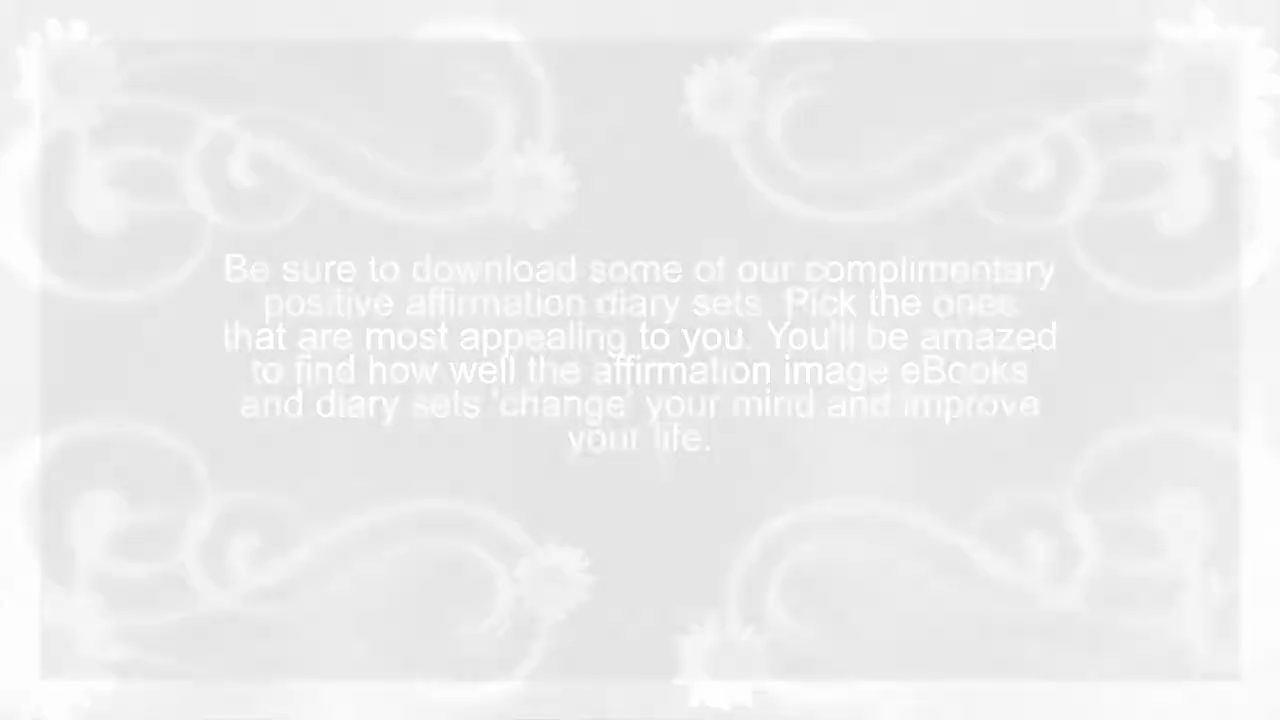 Be sure to download some of our complimentary
positive affirmation diary sets. Pick the ones
that are most appealing to you. You'll be amazed
to find how well the affirmation image eBooks
and diary sets 'change' your mind and improve
your life.